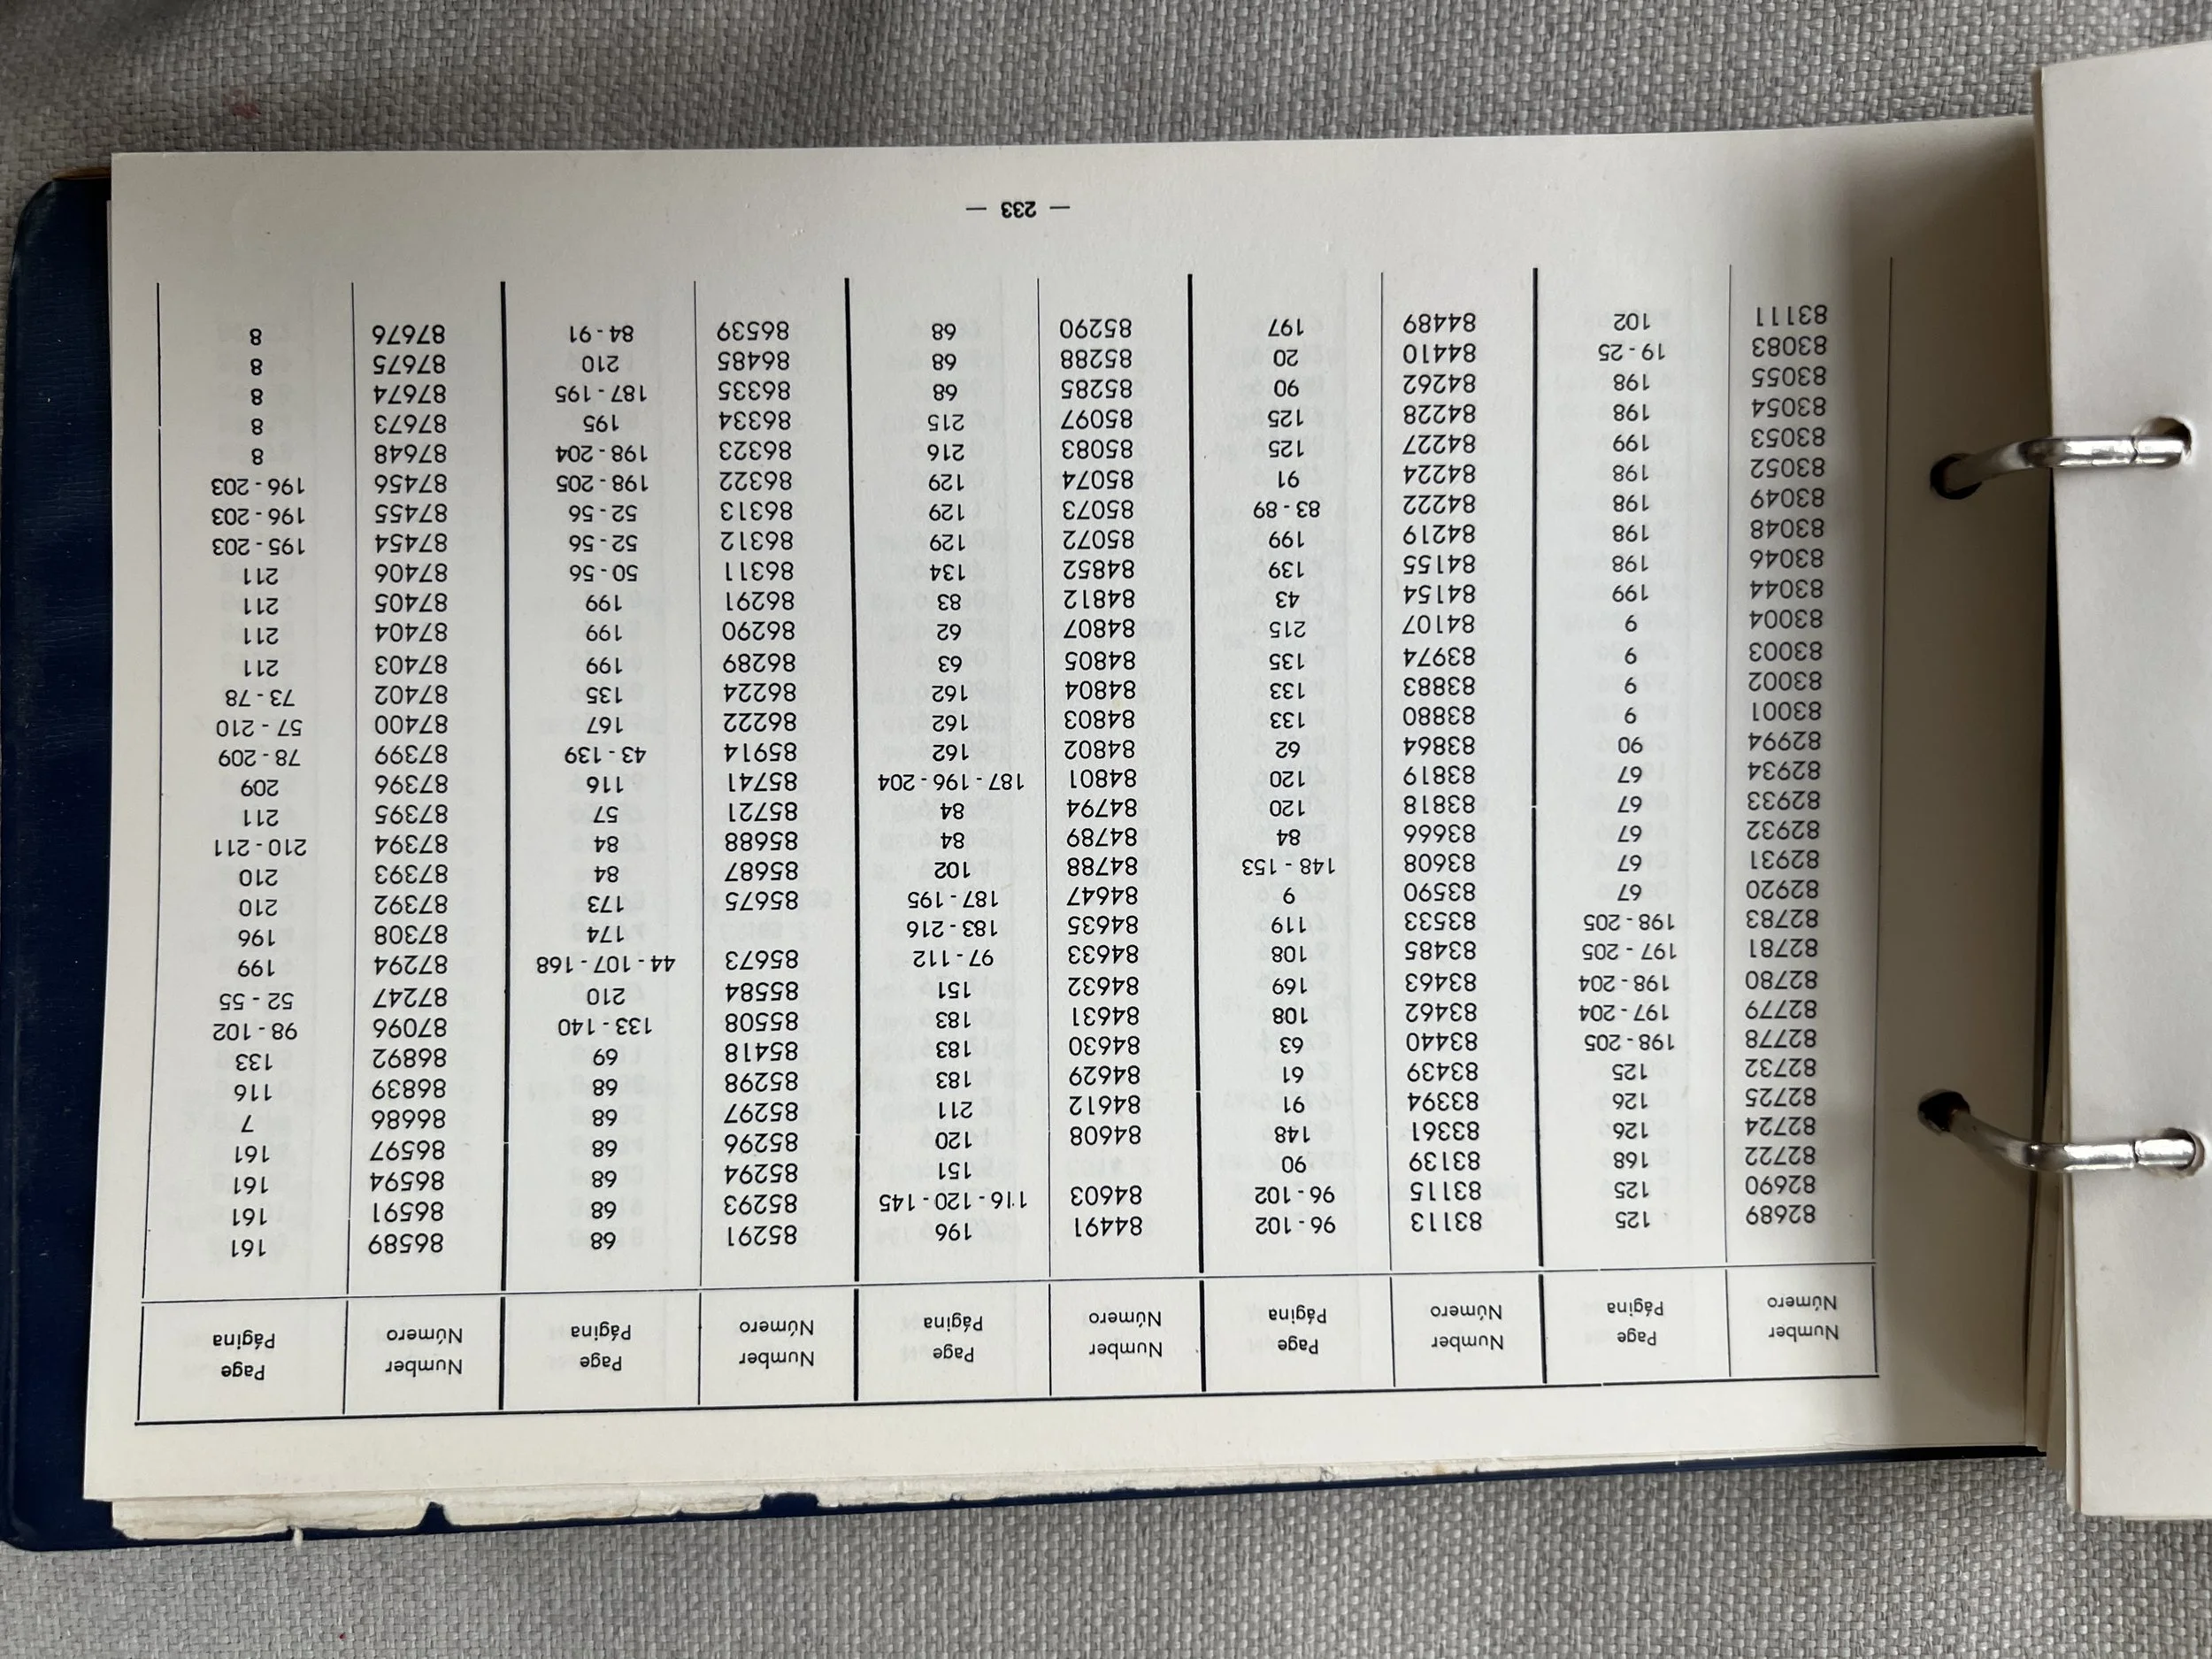 Number Page Number Page Number Page Number Page Number Page
Número Página Número Página Número Página Número Página Número Página
82689 125 83113 96 - 102 84491 196 85291 68 86589 161
82690 125 83115 96 - 102 84603 116 - 120 - 145 85293 68 86591 161
82722 168 83139 90 151 85294 68 86594 161
82724 126 83361 148 84608 120 85296 68 86597 161
82725 126 83394 91 84612 211 85297 68 86686 7
82732 125 83439 61 84629 183 85298 68 86839 116
82778 198 - 205 83440 63 84630 183 85418 69 86892 133
82779 197 - 204 83462 108 84631 183 85508 133 - 140 87096 98 - 102
82780 198 - 204 83463 169 84632 151 85584 210 87247 52 - 55
82781 197 - 205 83485 108 84633 97 - 112 85673 44 - 107 - 168 87294 199
82783 198 - 205 83533 119 84635 183 - 216 174 87308 196
82920 67 83590 9 84647 187 - 195 85675 173 87392 210
82931 67 83608 148 - 153 84788 102 85687 84 87393 210
82932 67 83666 84 84789 84 85688 84 87394 210 - 211
82933 67 83818 120 84794 84 85721 57 87395 211
82934 67 83819 120 84801 187 - 196 - 204 85741 116 87396 209
82994 90 83864 62 84802 162 85914 43 - 139 87399 78 - 209
83001 9 83880 133 84803 162 86222 167 87400 57 - 210
83002 9 83883 133 84804 162 86224 135 87402 73 - 78
83003 9 83974 135 84805 63 86289 199 87403 211
83004 9 84107 215 84807 62 86290 199 87404 211
83044 199 84154 43 84812 83 86291 199 87405 211
83046 198 84155 139 84852 134 86311 50 - 56 87406 211
83048 198 84219 199 85072 129 86312 52 - 56 87454 195 - 203
83049 198 84222 83 - 89 85073 129 86313 52 - 56 87455 196 - 203
83052 198 84224 91 85074 129 86322 198 - 205 87456 196 - 203
83053 199 84227 125 85083 216 86323 198 - 204 87648 8
83054 198 84228 125 85097 215 86334 195 87673 8
83055 198 84262 90 85285 68 86335 187 - 195 87674 8
83083 19 - 25 84410 20 85288 68 86485 210 87675 8
83111 102 84489 197 85290 68 86539 84 - 91 87676 8
— 233 —